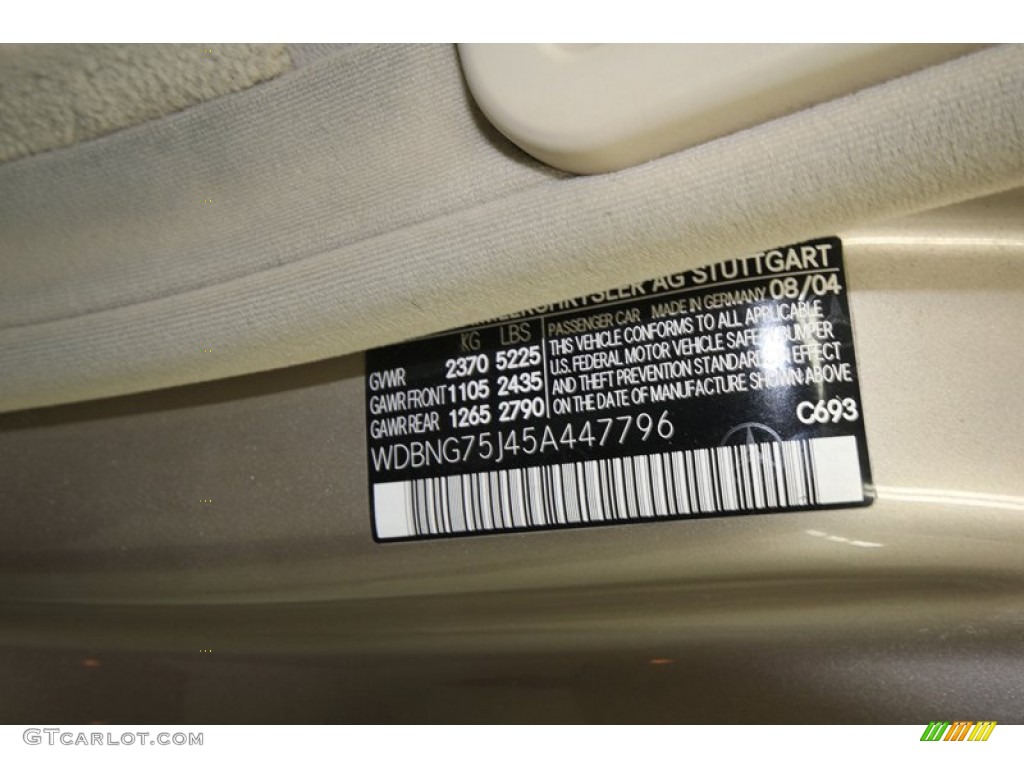 AG STUTTGART
PASSENGER CAR MADE IN GERMANY 08/04
KG LBS
THIS VEHICLE CONFORMS TO ALL APPLICABLE
GVWR 2370 5225
U.S. FEDERAL MOTOR VEHICLE SAFETY BUMPER
GAWR FRONT 1105 2435
AND THEFT PREVENTION STANDARDS IN EFFECT
GAWR REAR 1265 2790
ON THE DATE OF MANUFACTURE SHOWN ABOVE
C693
WDBNG75J45A447796
GTCARLOT.COM